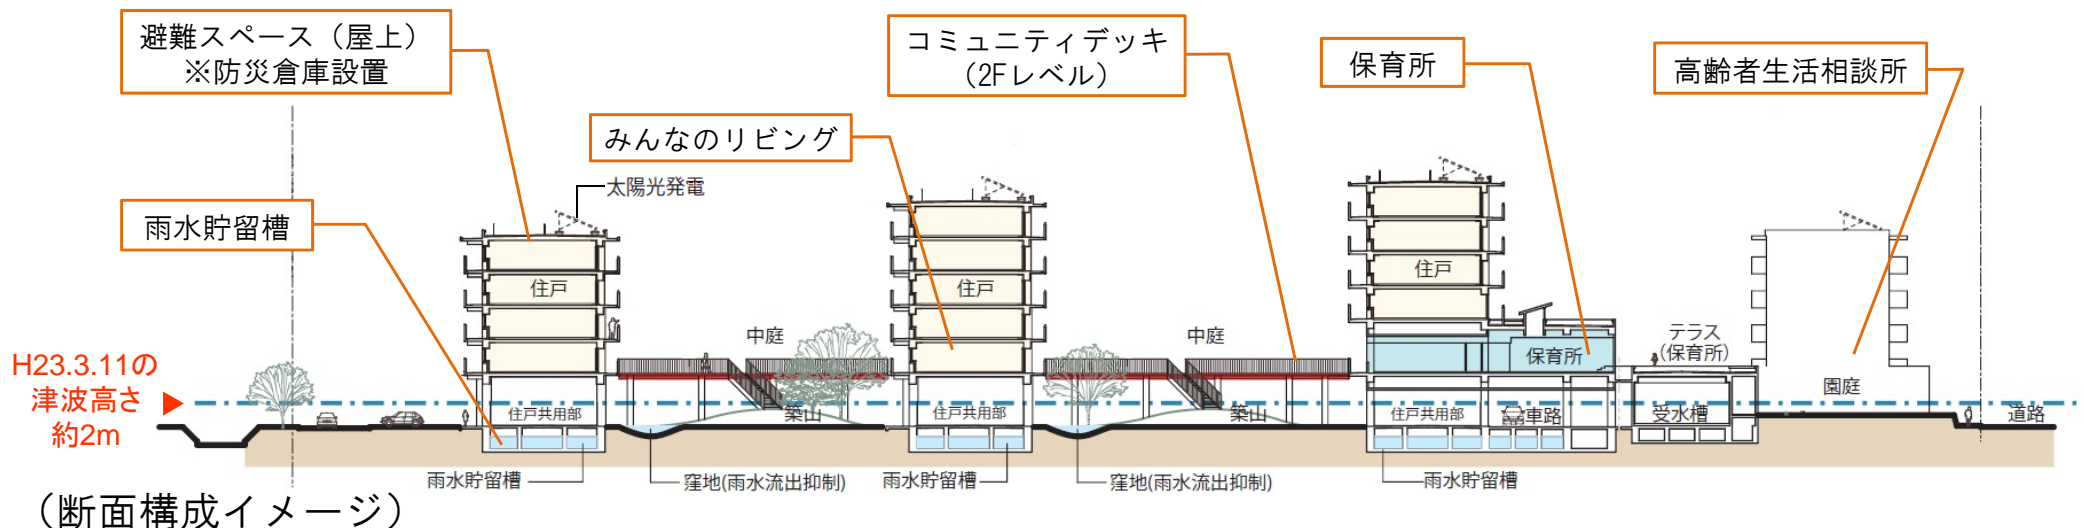 避難スペース（屋上）
※防災倉庫設置
コミュニティデッキ
（2Fレベル）
保育所
高齢者生活相談所
みんなのリビング
太陽光発電
雨水貯留槽
住戸
住戸
住戸
中庭
中庭
保育所
テラス
（保育所）
園庭
H23.3.11の
津波高さ
約2m
住戸共用部
築山
住戸共用部
築山
住戸共用部
車路
受水槽
道路
雨水貯留槽
窪地(雨水流出抑制)
雨水貯留槽
窪地(雨水流出抑制)
雨水貯留槽
（断面構成イメージ）